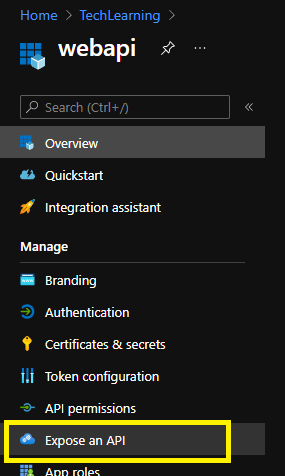 Home > TechLearning >
webapi
Search (Ctrl+/) «
Overview
Quickstart
Integration assistant
Manage
Branding
Authentication
Certificates & secrets
Token configuration
API permissions
Expose an API
App roles